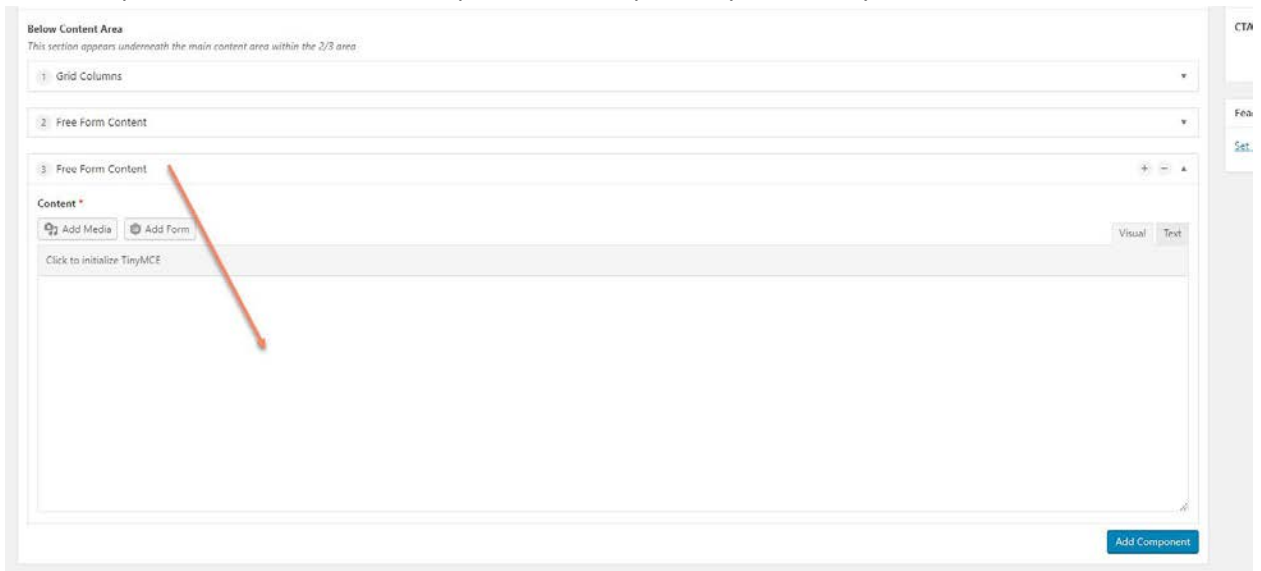 Below Content Area
This section appears underneath the main content area within the 2/3 area
1 Grid Columns
2 Free Form Content
3 Free Form Content
Content *
Add Media Add Form
Visual Text
Click to initialize TinyMCE
Add Component
CTA
Set